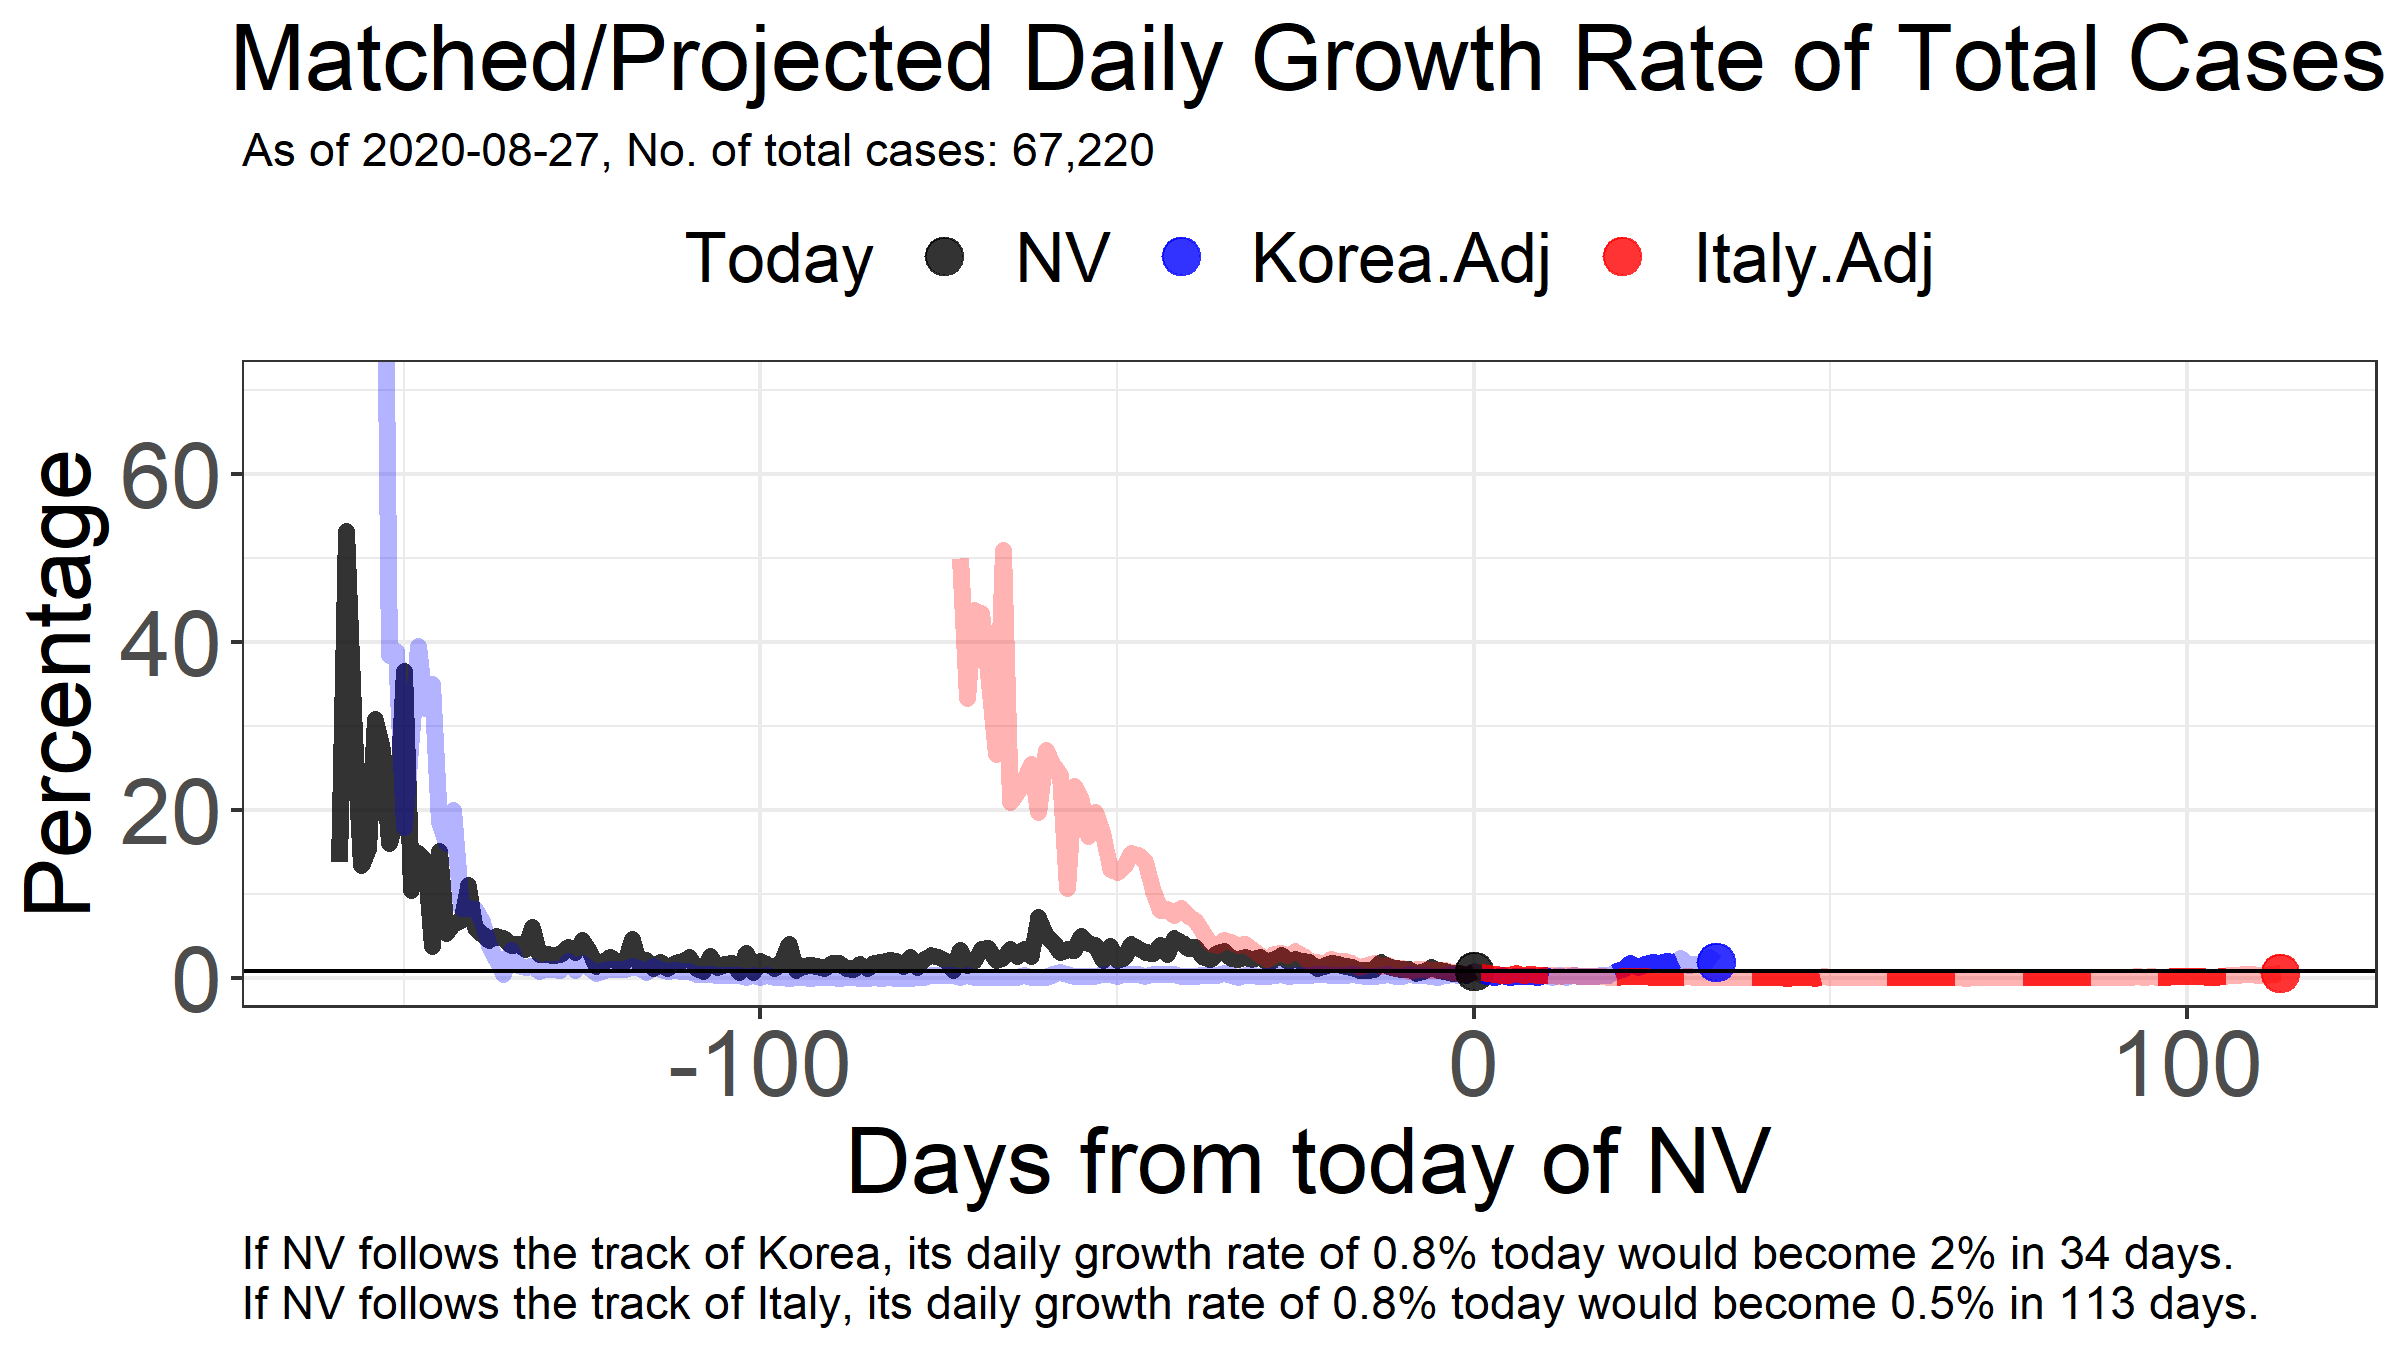 Matched/Projected Daily Growth Rate of Total Cases
As of 2020-08-27, No. of total cases: 67,220
Today NV Korea.Adj Italy.Adj
Percentage
60
40
20
0
-100 0 100
Days from today of NV
If NV follows the track of Korea, its daily growth rate of 0.8% today would become 2% in 34 days.
If NV follows the track of Italy, its daily growth rate of 0.8% today would become 0.5% in 113 days.